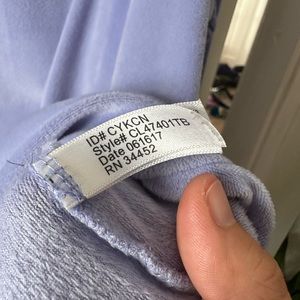 ID# CYKCN
Style# CL47401TB
Date 061617
RN 34452